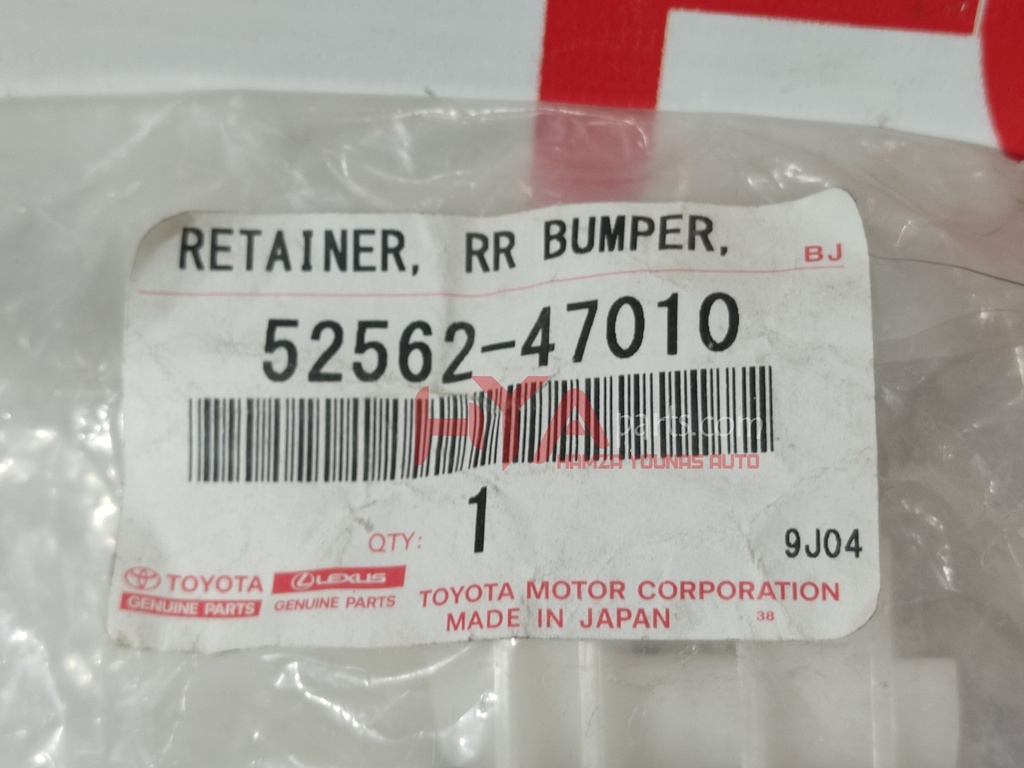 RETAINER, RR BUMPER,
BJ
52562-47010
HYA parts.com
HAMZA YOUNAS AUTO
QTY: 1
9J04
TOYOTA
GENUINE PARTS
LEXUS
GENUINE PARTS
TOYOTA MOTOR CORPORATION
MADE IN JAPAN
38